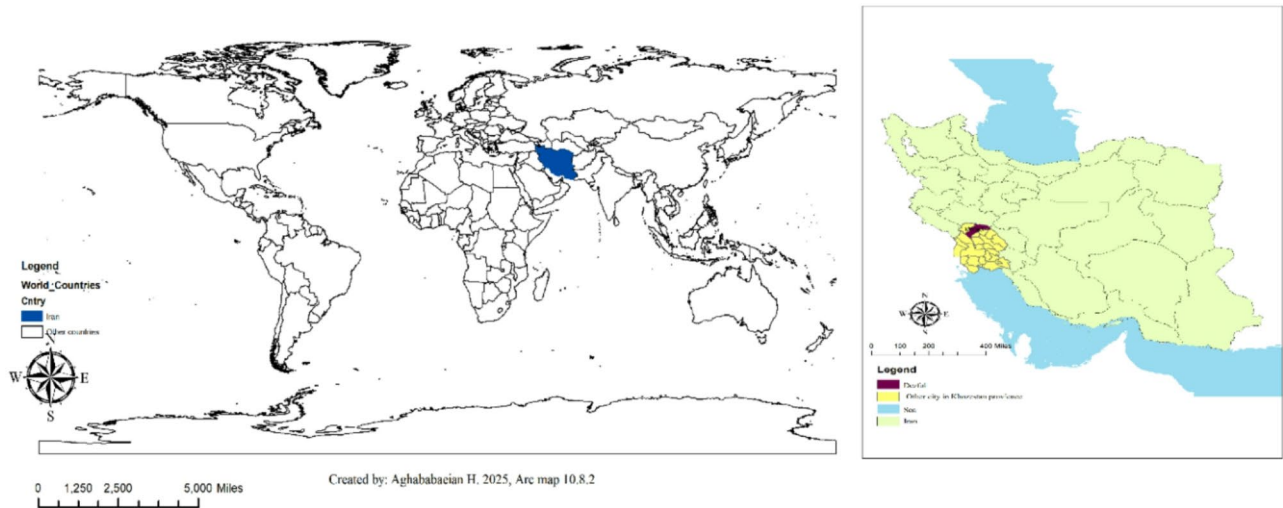 Legend
World_Countries
Cntry
Iran
Other countries
N
W E
S
0 1,250 2,500 5,000 Miles
Created by: Aghababaeian H. 2025, Arc map 10.8.2
N
W E
S
0 100 200 400 Miles
Legend
Dezful
Other city in Khuzestan province
Sea
Iran